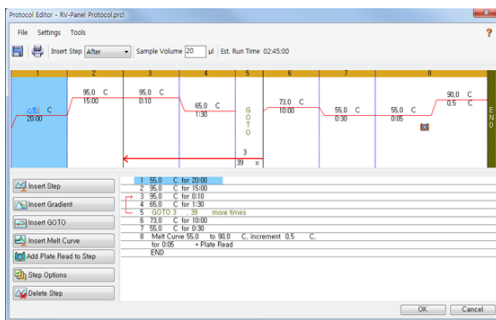 Protocol Editor - RV-Panel Protocol.prcl
File Settings Tools
?
Insert Step After Sample Volume 20 µl Est. Run Time 02:45:00
1 2 3 4 5 6 7 8
C
20:00
95,0 C
15:00
95,0 C
0:10
65,0 C
1:30
G
O
T
O
3
39 x
73,0 C
10:00
55,0 C
0:30
55,0 C
0:05
90,0 C
0,5 C
E
N
D
Insert Step
Insert Gradient
Insert GOTO
Insert Melt Curve
Add Plate Read to Step
Step Options
Delete Step
1 55,0 C for 20:00
2 95,0 C for 15:00
3 95,0 C for 0:10
4 65,0 C for 1:30
5 GOTO 3 , 39 more times
6 73,0 C for 10:00
7 55,0 C for 0:30
8 Melt Curve 55,0 to 90,0 C, increment 0,5 C,
for 0:05 + Plate Read
END
OK Cancel